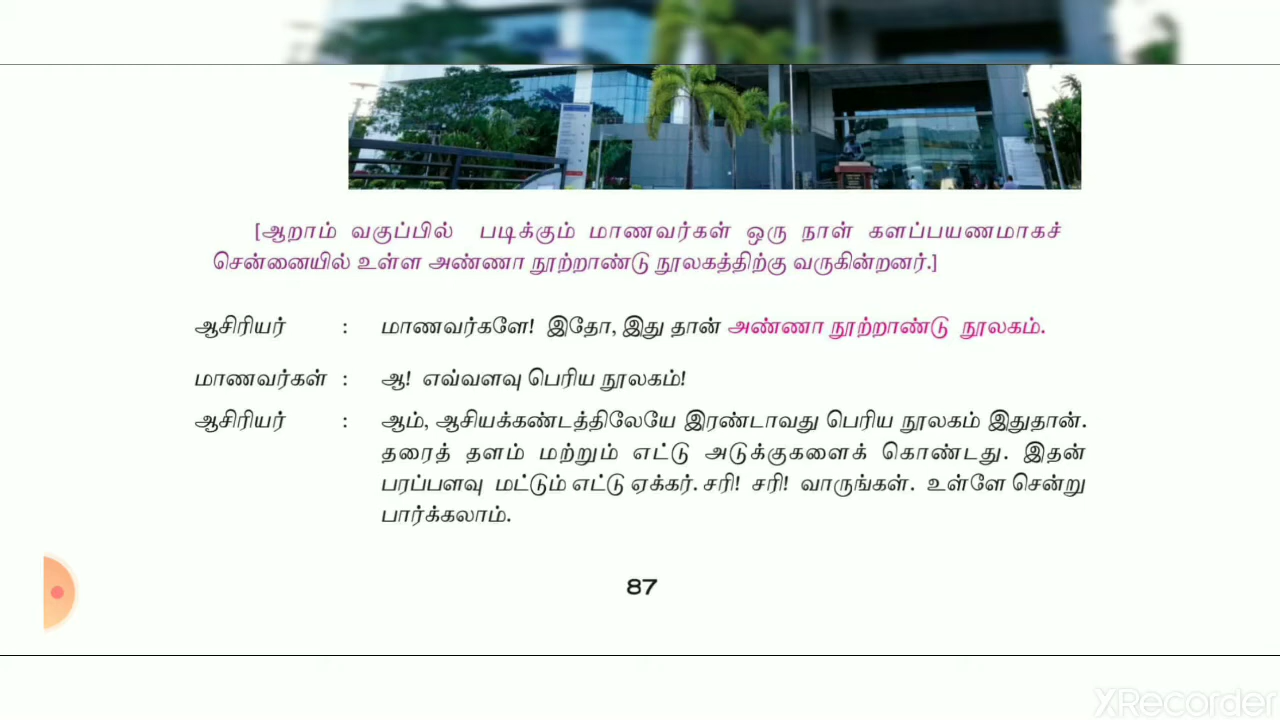 [ஆறாம் வகுப்பில் படிக்கும் மாணவர்கள் ஒரு நாள் களப்பயணமாகச்
சென்னையில் உள்ள அண்ணா நூற்றாண்டு நூலகத்திற்கு வருகின்றனர்.]
ஆசிரியர் : மாணவர்களே! இதோ, இது தான் அண்ணா நூற்றாண்டு நூலகம்.
மாணவர்கள் : ஆ! எவ்வளவு பெரிய நூலகம்!
ஆசிரியர் : ஆம், ஆசியக்கண்டத்திலேயே இரண்டாவது பெரிய நூலகம் இதுதான்.
தரைத் தளம் மற்றும் எட்டு அடுக்குகளைக் கொண்டது. இதன்
பரப்பளவு மட்டும் எட்டு ஏக்கர். சரி! சரி! வாருங்கள். உள்ளே சென்று
பார்க்கலாம்.
87
XRecorder